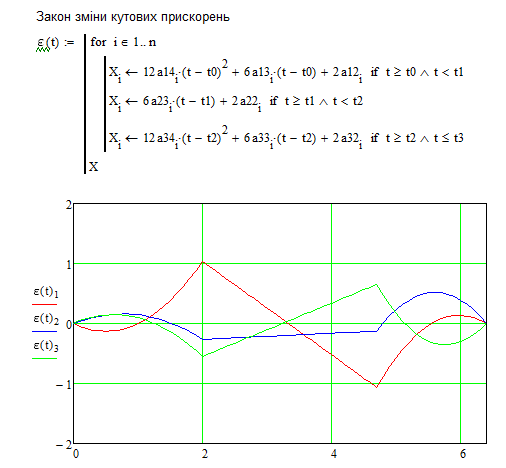 Закон зміни кутових прискорень
ε(t) := for i ∈ 1.. n
X_i ← 12 a14_i·(t − t0)^2 + 6 a13_i·(t − t0) + 2 a12_i if t ≥ t0 ∧ t < t1
X_i ← 6 a23_i·(t − t1) + 2 a22_i if t ≥ t1 ∧ t < t2
X_i ← 12 a34_i·(t − t2)^2 + 6 a33_i·(t − t2) + 2 a32_i if t ≥ t2 ∧ t ≤ t3
X
2
1
ε(t)_1
ε(t)_2
0
ε(t)_3
− 1
− 2
0 2 4 6